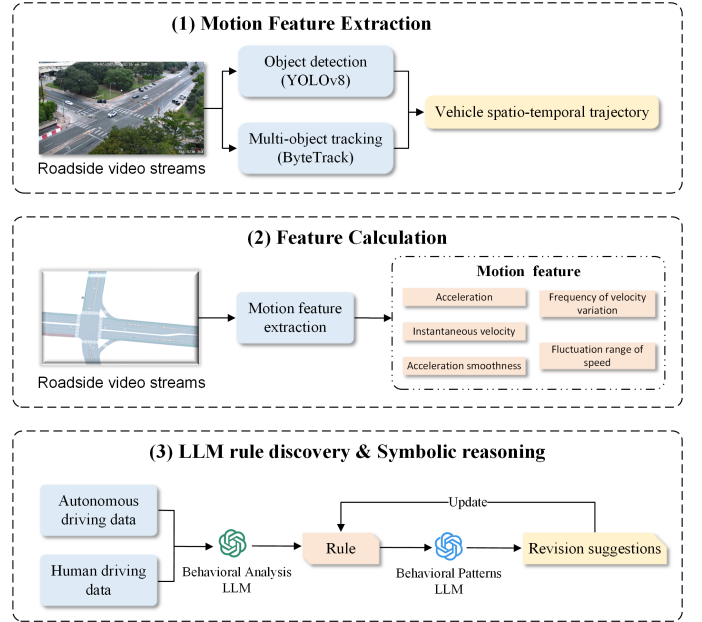 (1) Motion Feature Extraction
Object detection
(YOLOv8)
Multi-object tracking
(ByteTrack)
Vehicle spatio-temporal trajectory
Roadside video streams
(2) Feature Calculation
Motion feature
extraction
Motion feature
Acceleration
Instantaneous velocity
Acceleration smoothness
Frequency of velocity
variation
Fluctuation range of
speed
Roadside video streams
(3) LLM rule discovery & Symbolic reasoning
Autonomous
driving data
Human driving
data
Behavioral Analysis
LLM
Rule
Update
Behavioral Patterns
LLM
Revision suggestions